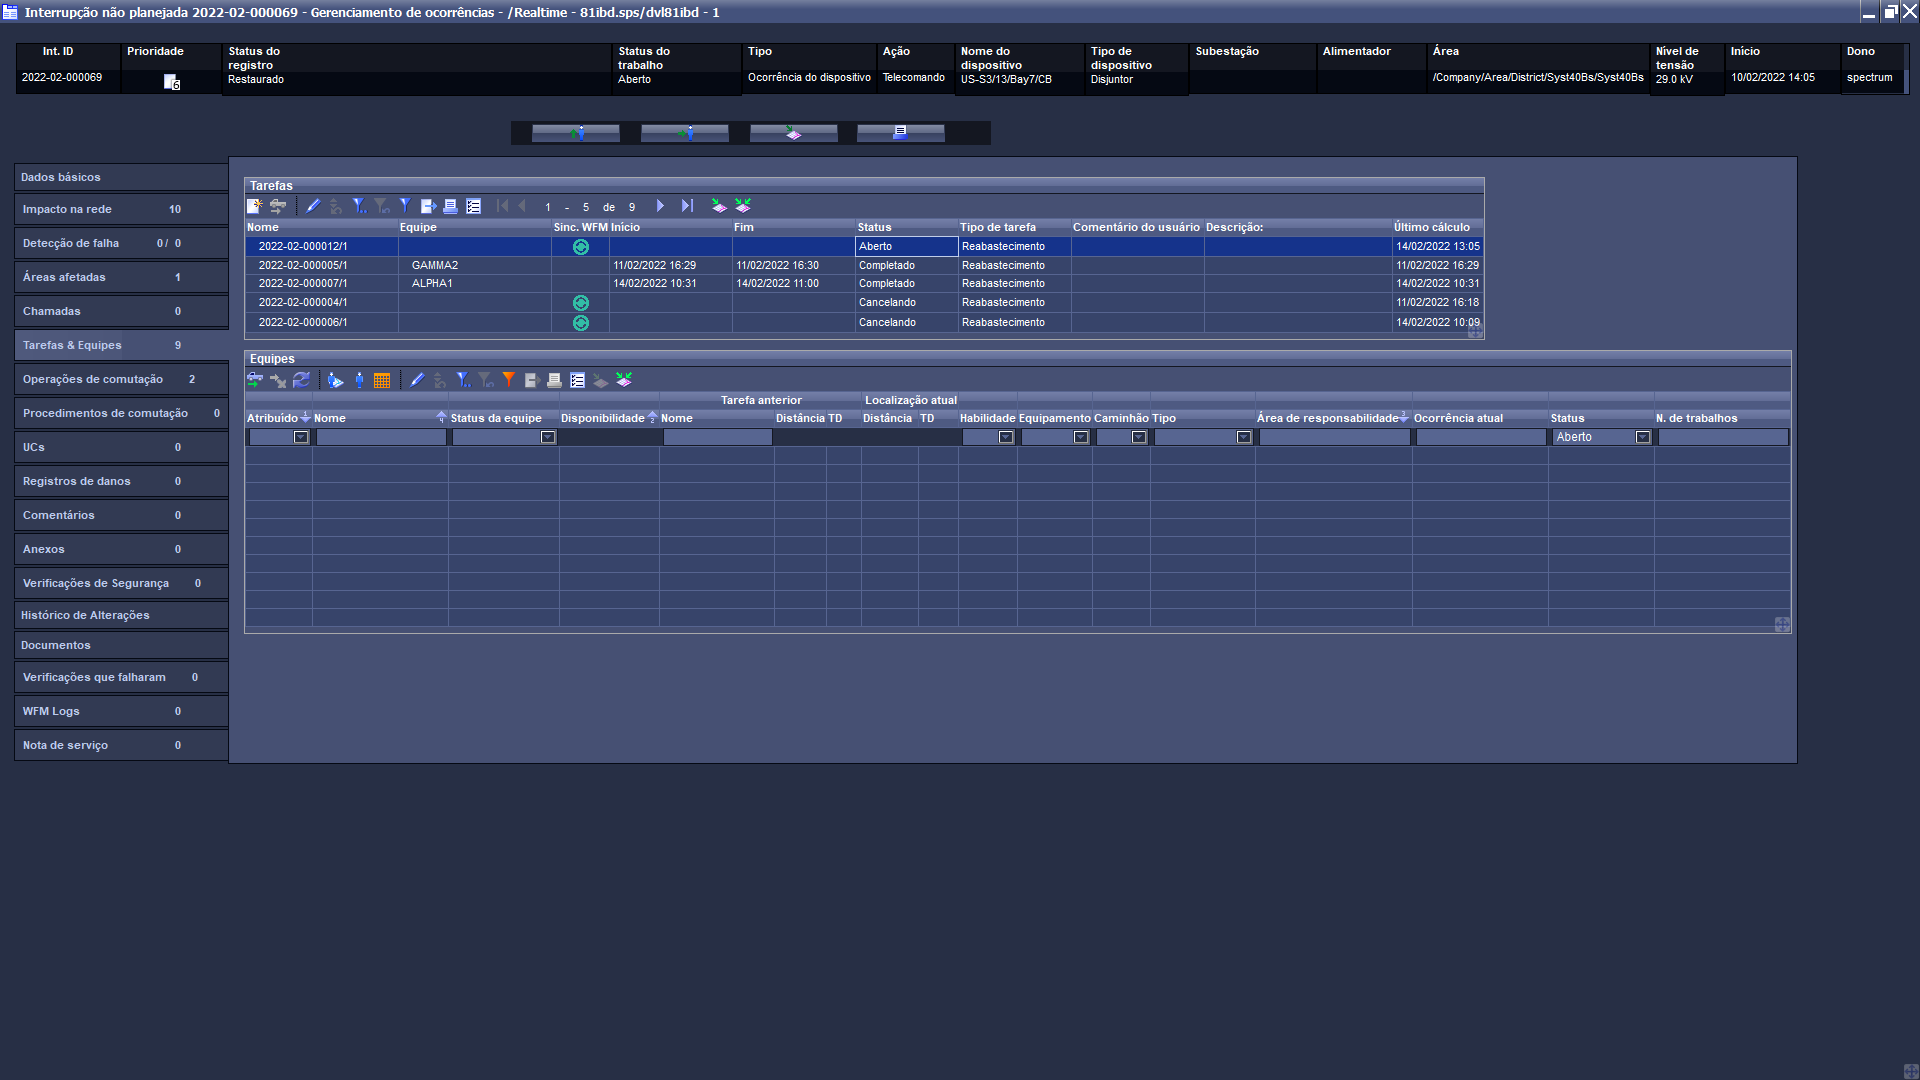 Interrupção não planejada 2022-02-000069 - Gerenciamento de ocorrências - /Realtime - 81ibd.sps/dvl81ibd - 1
Int. ID Prioridade Status do registro Status do trabalho Tipo Ação Nome do dispositivo Tipo de dispositivo Subestação Alimentador Área Nível de tensão Início Dono
2022-02-000069 6 Restaurado Aberto Ocorrência do dispositivo Telecomando US-S3/13/Bay7/CB Disjuntor /Company/Area/District/Syst40Bs/Syst40Bs 29.0 kV 10/02/2022 14:05 spectrum
Dados básicos
Impacto na rede 10
Detecção de falha 0 / 0
Áreas afetadas 1
Chamadas 0
Tarefas & Equipes 9
Operações de comutação 2
Procedimentos de comutação 0
UCs 0
Registros de danos 0
Comentários 0
Anexos 0
Verificações de Segurança 0
Histórico de Alterações
Documentos
Verificações que falharam 0
WFM Logs 0
Nota de serviço 0
Tarefas
1 - 5 de 9
Nome Equipe Sinc. WFM Início Fim Status Tipo de tarefa Comentário do usuário Descrição: Último cálculo
2022-02-000012/1 Aberto Reabastecimento 14/02/2022 13:05
2022-02-000005/1 GAMMA2 11/02/2022 16:29 11/02/2022 16:30 Completado Reabastecimento 11/02/2022 16:29
2022-02-000007/1 ALPHA1 14/02/2022 10:31 14/02/2022 11:00 Completado Reabastecimento 14/02/2022 10:31
2022-02-000004/1 Cancelando Reabastecimento 11/02/2022 16:18
2022-02-000006/1 Cancelando Reabastecimento 14/02/2022 10:09
Equipes
Tarefa anterior Localização atual
Atribuído 1 Nome 4 Status da equipe Disponibilidade 2 Nome Distância TD Distância TD Habilidade Equipamento Caminhão Tipo Área de responsabilidade 3 Ocorrência atual Status N. de trabalhos
Aberto